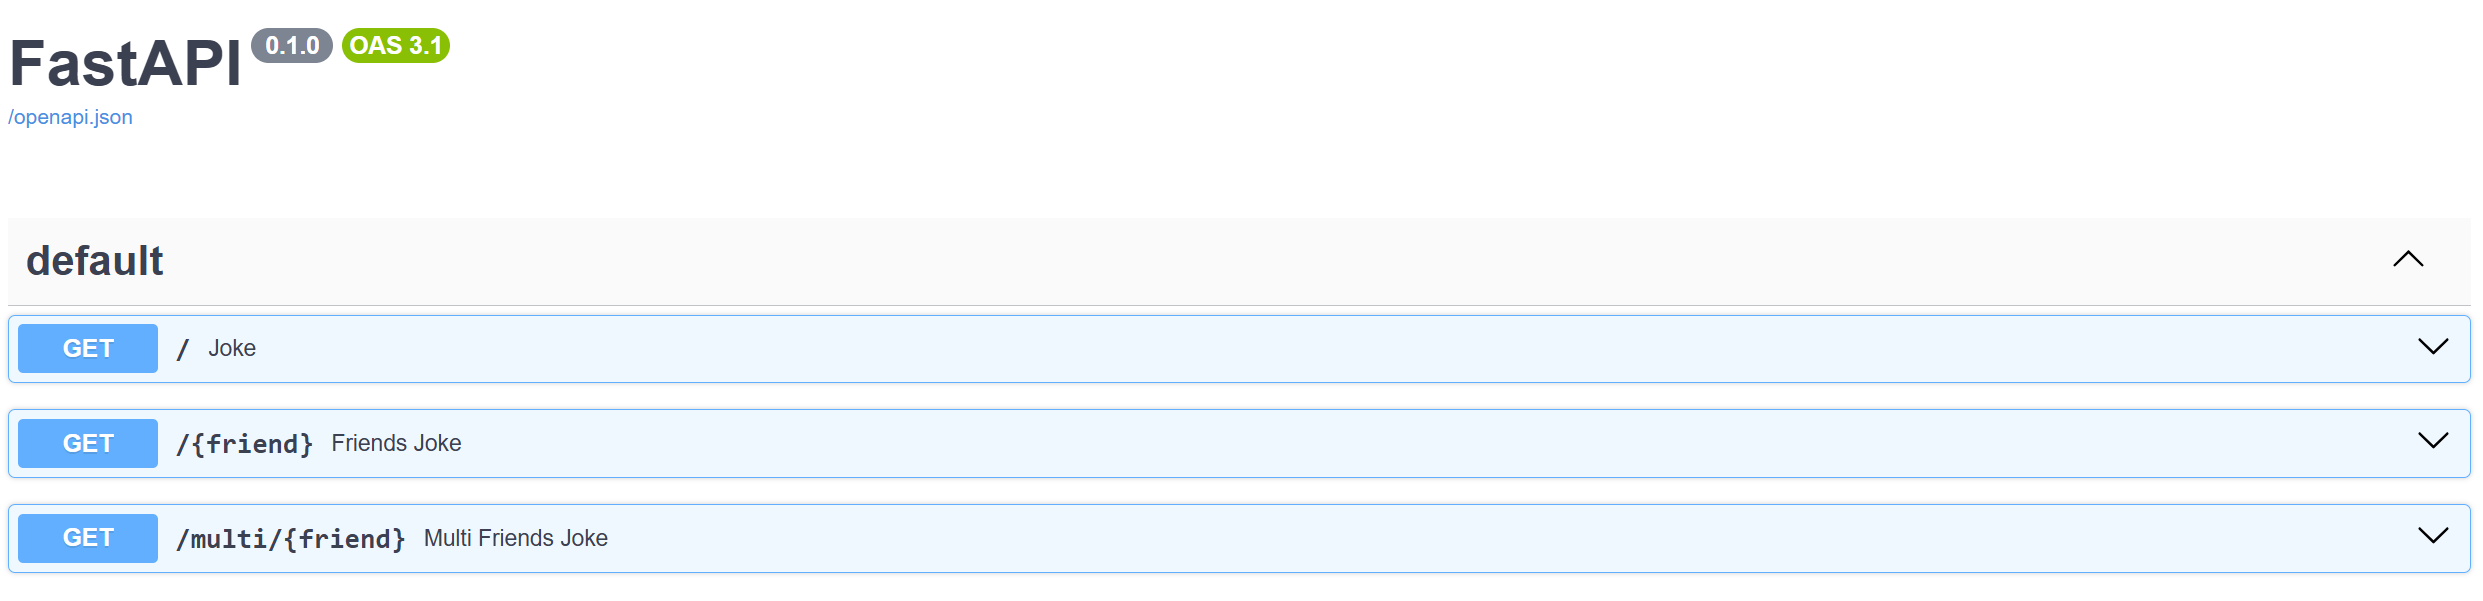 FastAPI 0.1.0 OAS 3.1
/openapi.json
default
GET / Joke
GET /{friend} Friends Joke
GET /multi/{friend} Multi Friends Joke